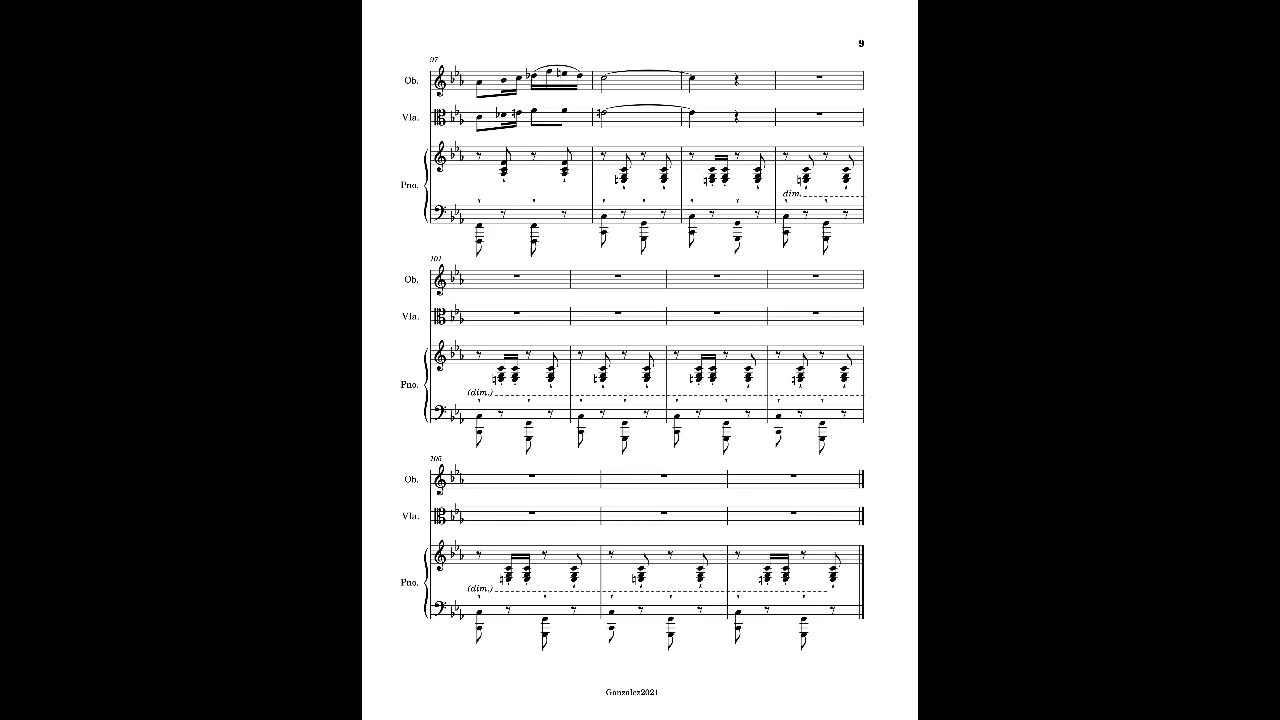 9
97
Ob.
Vla.
Pno.
dim.
101
Ob.
Vla.
Pno.
(dim.)
105
Ob.
Vla.
Pno.
(dim.)
Gonzalez2021